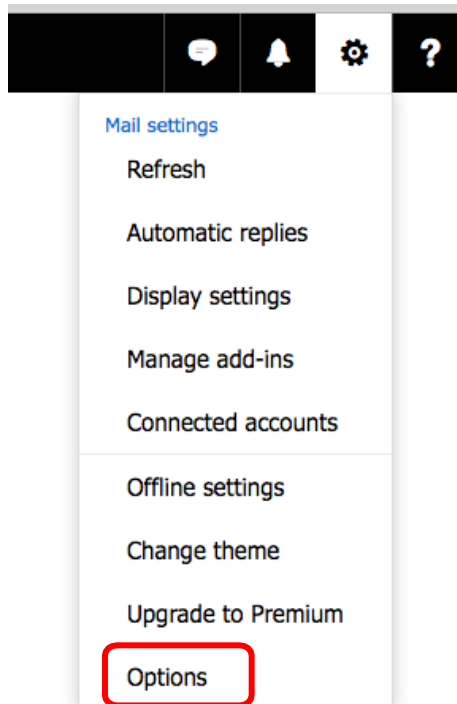 ?
Mail settings
Refresh
Automatic replies
Display settings
Manage add-ins
Connected accounts
Offline settings
Change theme
Upgrade to Premium
Options